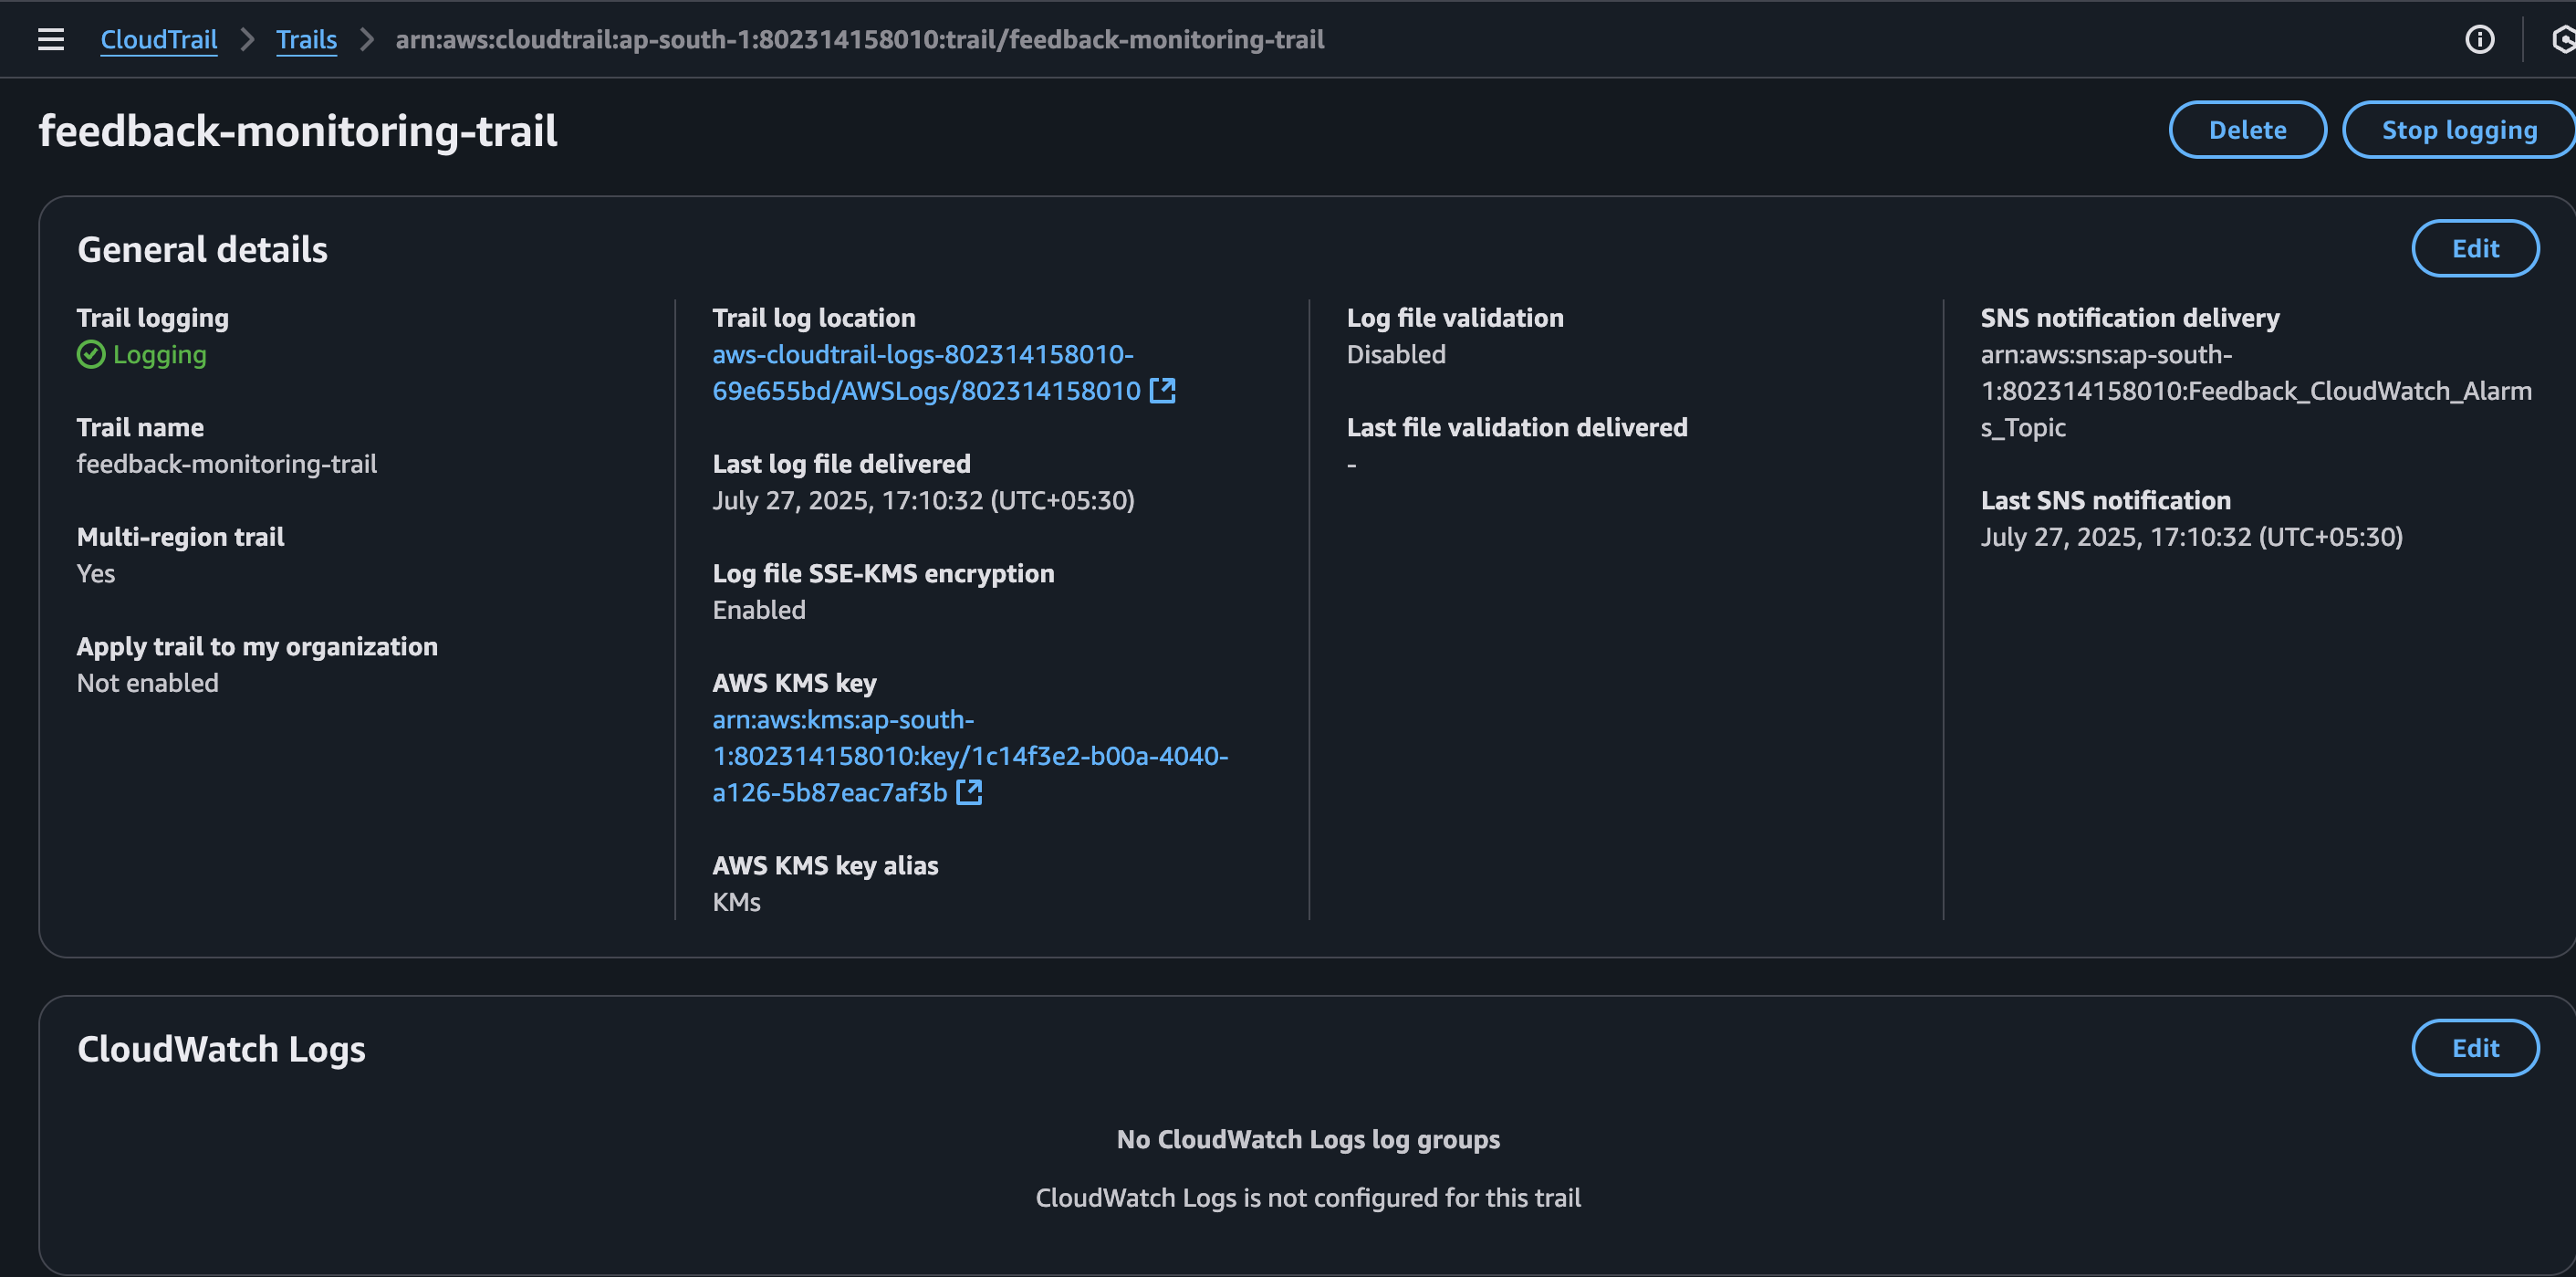 CloudTrail > Trails > arn:aws:cloudtrail:ap-south-1:802314158010:trail/feedback-monitoring-trail
feedback-monitoring-trail
Delete
Stop logging
General details
Edit
Trail logging
Logging
Trail name
feedback-monitoring-trail
Multi-region trail
Yes
Apply trail to my organization
Not enabled
Trail log location
aws-cloudtrail-logs-802314158010-
69e655bd/AWSLogs/802314158010
Last log file delivered
July 27, 2025, 17:10:32 (UTC+05:30)
Log file SSE-KMS encryption
Enabled
AWS KMS key
arn:aws:kms:ap-south-
1:802314158010:key/1c14f3e2-b00a-4040-
a126-5b87eac7af3b
AWS KMS key alias
KMs
Log file validation
Disabled
Last file validation delivered
-
SNS notification delivery
arn:aws:sns:ap-south-
1:802314158010:Feedback_CloudWatch_Alarm
s_Topic
Last SNS notification
July 27, 2025, 17:10:32 (UTC+05:30)
CloudWatch Logs
Edit
No CloudWatch Logs log groups
CloudWatch Logs is not configured for this trail